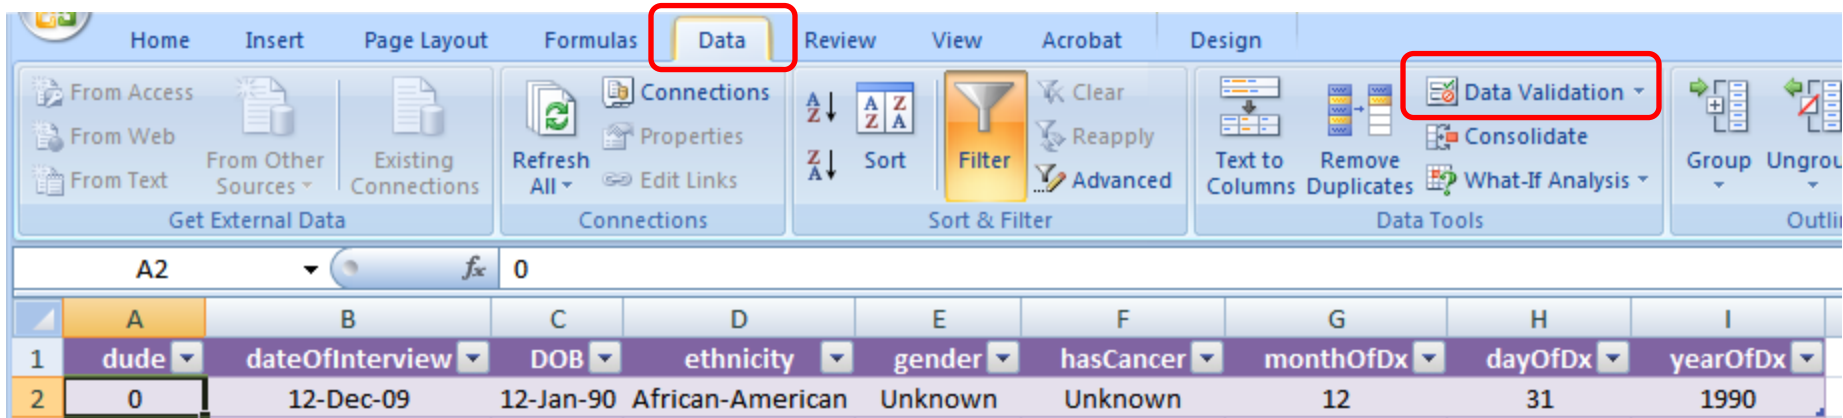 Home Insert Page Layout Formulas Data Review View Acrobat Design
From Access
From Web
From Text
From Other
Sources
Existing
Connections
Get External Data
Refresh
All
Connections
Properties
Edit Links
Connections
A
Z
Z
A
A Z
Z A
Sort
Filter
Clear
Reapply
Advanced
Sort & Filter
Text to
Columns
Remove
Duplicates
Data Validation
Consolidate
What-If Analysis
Data Tools
Group
A2 fx 0
A B C D E F G H I
1 dude dateOfInterview DOB ethnicity gender hasCancer monthOfDx dayOfDx yearOfDx
2 0 12-Dec-09 12-Jan-90 African-American Unknown Unknown 12 31 1990